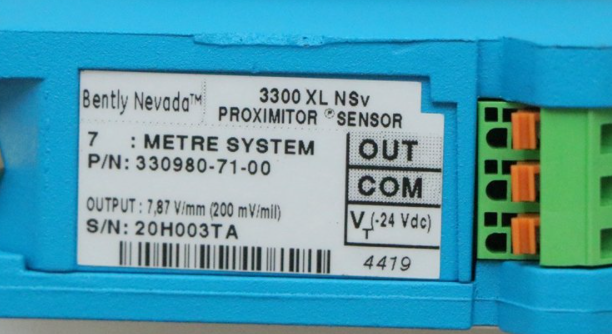 Bently Nevada™
3300 XL NSv
PROXIMITOR ® SENSOR
7 : METRE SYSTEM
P/N: 330980-71-00
OUTPUT : 7,87 V/mm (200 mV/mil)
S/N: 20H003TA
OUT
COM
VT (-24 Vdc)
4419